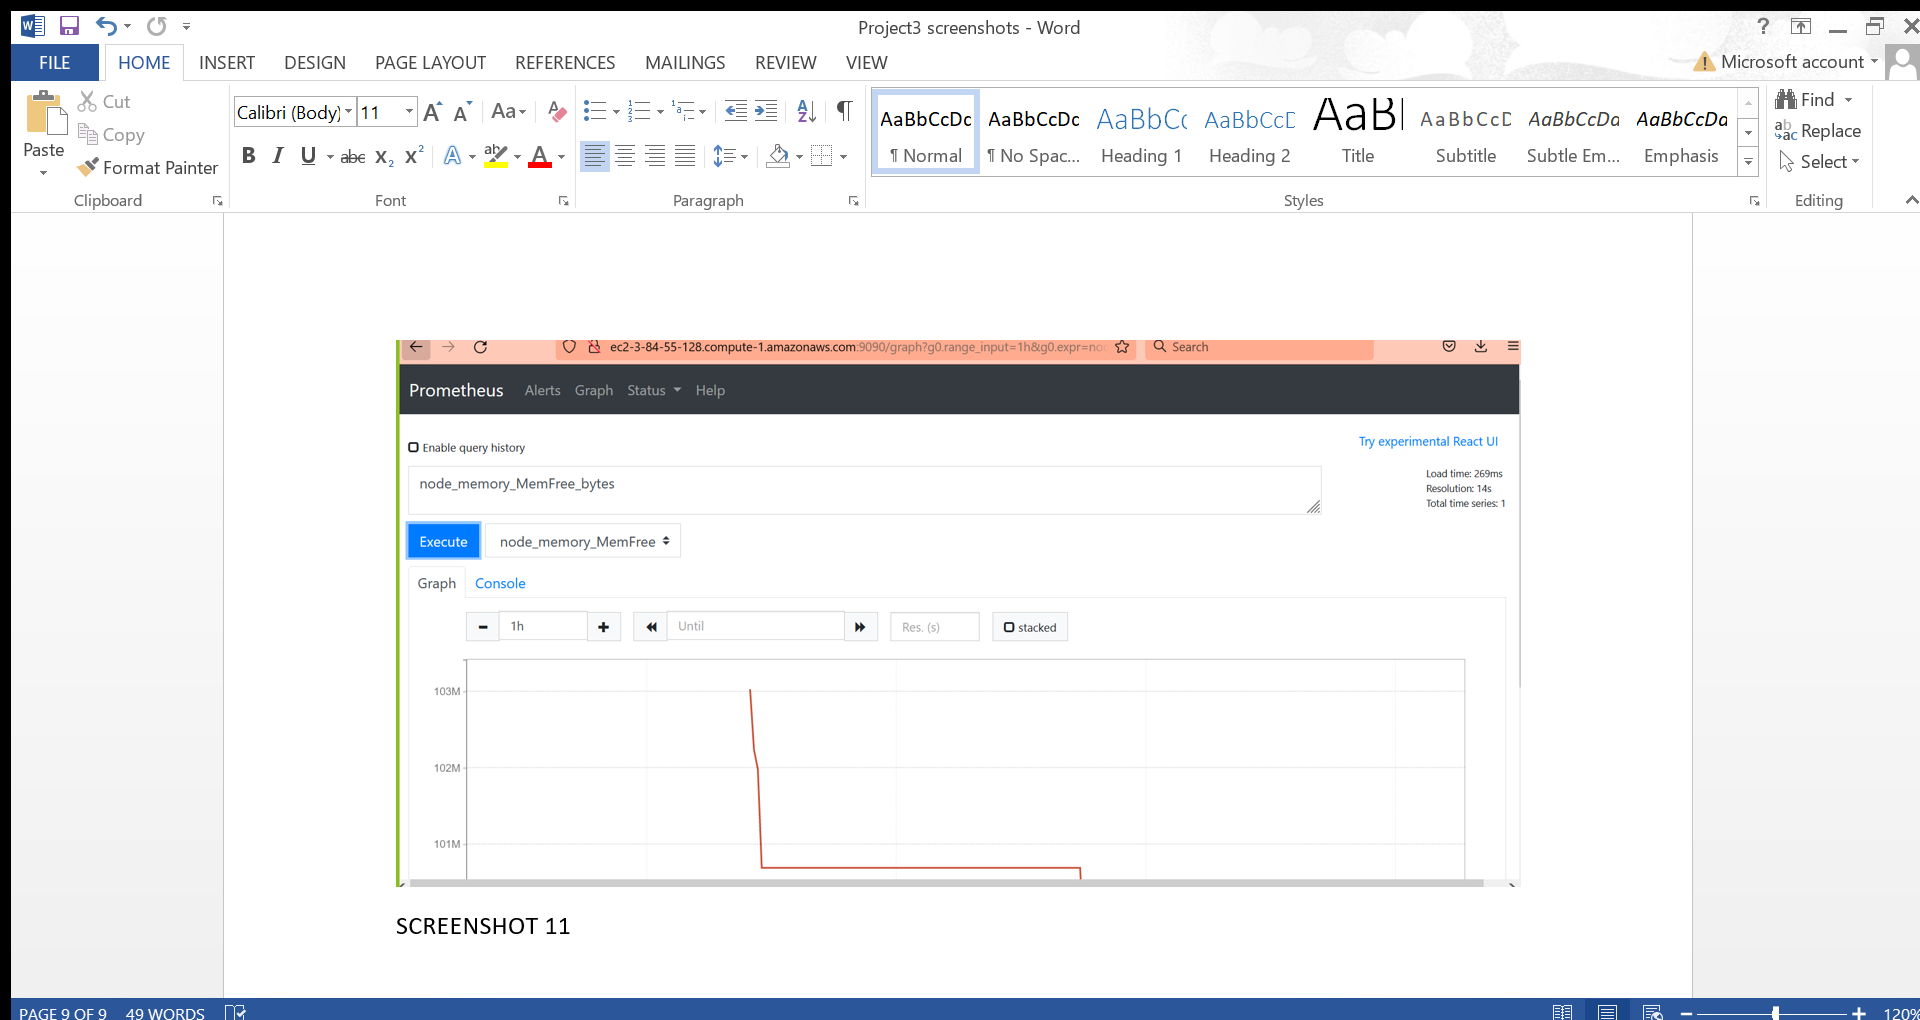 Project3 screenshots - Word
FILE HOME INSERT DESIGN PAGE LAYOUT REFERENCES MAILINGS REVIEW VIEW Microsoft account
Paste
Cut
Copy
Format Painter
Clipboard
Calibri (Body) 11
Font
Paragraph
AaBbCcDc AaBbCcDc AaBbCc AaBbCcD AaB AaBbCcD AaBbCcDd AaBbCcDd
¶ Normal ¶ No Spac... Heading 1 Heading 2 Title Subtitle Subtle Em... Emphasis
Styles
Find
Replace
Select
Editing
ec2-3-84-55-128.compute-1.amazonaws.com:9090/graph?g0.range_input=1h&g0.expr=no Search
Prometheus Alerts Graph Status Help
Enable query history
Try experimental React UI
node_memory_MemFree_bytes
Load time: 269ms
Resolution: 14s
Total time series: 1
Execute node_memory_MemFree
Graph Console
1h Until Res. (s) stacked
103M
102M
101M
SCREENSHOT 11
PAGE 9 OF 9 49 WORDS 120%